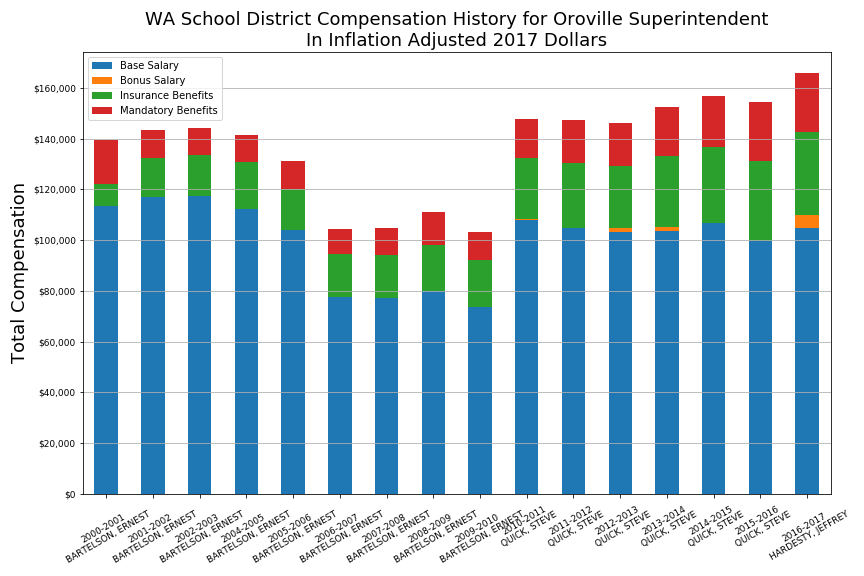 WA School District Compensation History for Oroville Superintendent
In Inflation Adjusted 2017 Dollars
Base Salary
Bonus Salary
Insurance Benefits
Mandatory Benefits
Total Compensation
$160,000
$140,000
$120,000
$100,000
$80,000
$60,000
$40,000
$20,000
$0
2000-2001
BARTELSON, ERNEST
2001-2002
BARTELSON, ERNEST
2002-2003
BARTELSON, ERNEST
2004-2005
BARTELSON, ERNEST
2005-2006
BARTELSON, ERNEST
2006-2007
BARTELSON, ERNEST
2007-2008
BARTELSON, ERNEST
2008-2009
BARTELSON, ERNEST
2009-2010
BARTELSON, ERNEST
2010-2011
QUICK, STEVE
2011-2012
QUICK, STEVE
2012-2013
QUICK, STEVE
2013-2014
QUICK, STEVE
2014-2015
QUICK, STEVE
2015-2016
QUICK, STEVE
2016-2017
HARDESTY, JEFFREY